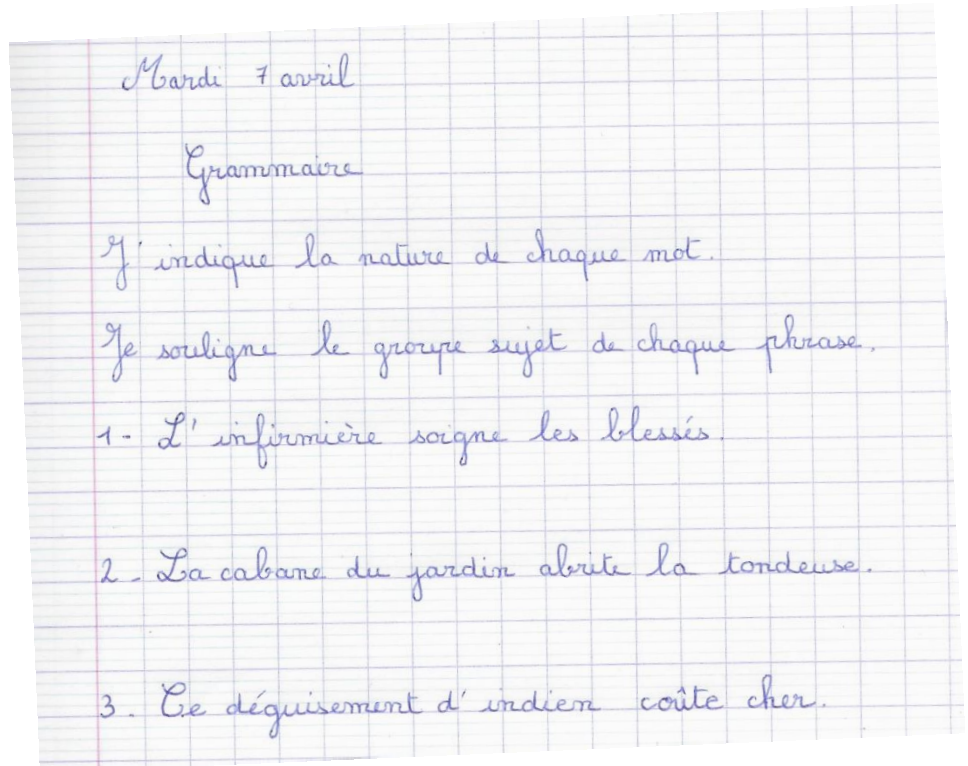 Mardi 7 avril
Grammaire
J'indique la nature de chaque mot.
Je souligne le groupe sujet de chaque phrase.
1- L'infirmière soigne les blessés.
2- La cabane du jardin abrite la tondeuse.
3. Ce déguisement d'indien coûte cher.